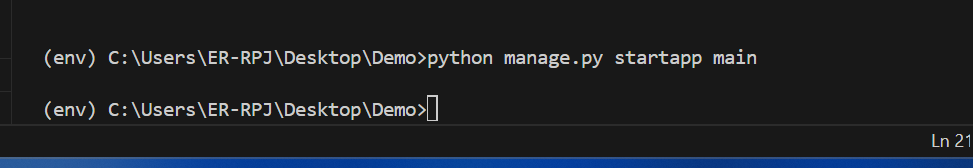 (env) C:\Users\ER-RPJ\Desktop\Demo>python manage.py startapp main
(env) C:\Users\ER-RPJ\Desktop\Demo>
Ln 21